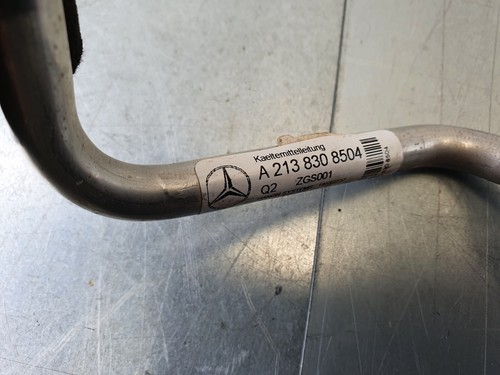 Kaeltemittelleitung
A 213 830 8504
Q2 ZGS001